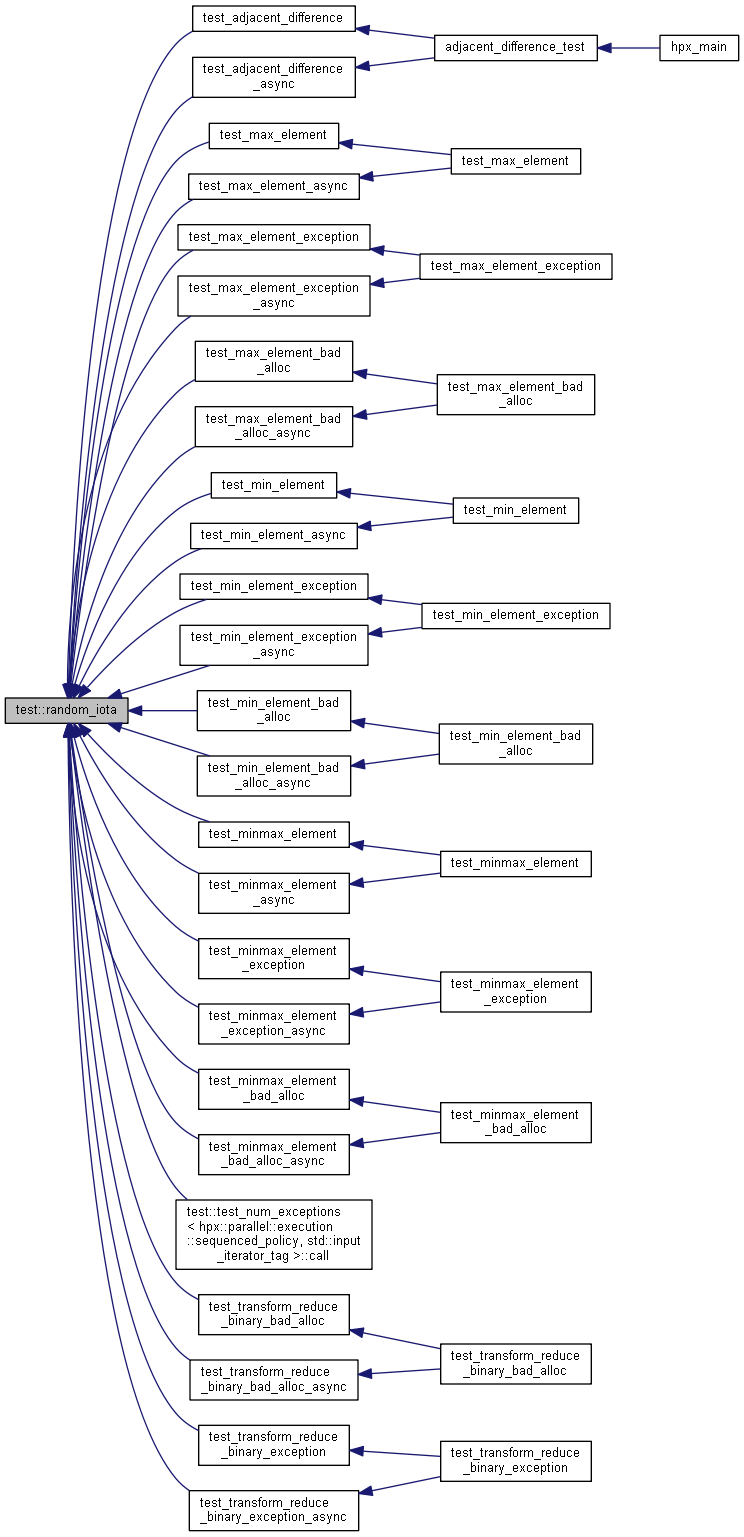 test_adjacent_difference
adjacent_difference_test
hpx_main
test_adjacent_difference
_async
test_max_element
test_max_element
test_max_element_async
test_max_element_exception
test_max_element_exception
test_max_element_exception
_async
test_max_element_bad
_alloc
test_max_element_bad
_alloc
test_max_element_bad
_alloc_async
test_min_element
test_min_element
test_min_element_async
test_min_element_exception
test_min_element_exception
test_min_element_exception
_async
test::random_iota
test_min_element_bad
_alloc
test_min_element_bad
_alloc
test_min_element_bad
_alloc_async
test_minmax_element
test_minmax_element
test_minmax_element
_async
test_minmax_element
_exception
test_minmax_element
_exception
test_minmax_element
_exception_async
test_minmax_element
_bad_alloc
test_minmax_element
_bad_alloc
test_minmax_element
_bad_alloc_async
test::test_num_exceptions
< hpx::parallel::execution
::sequenced_policy, std::input
_iterator_tag >::call
test_transform_reduce
_binary_bad_alloc
test_transform_reduce
_binary_bad_alloc
test_transform_reduce
_binary_bad_alloc_async
test_transform_reduce
_binary_exception
test_transform_reduce
_binary_exception
test_transform_reduce
_binary_exception_async